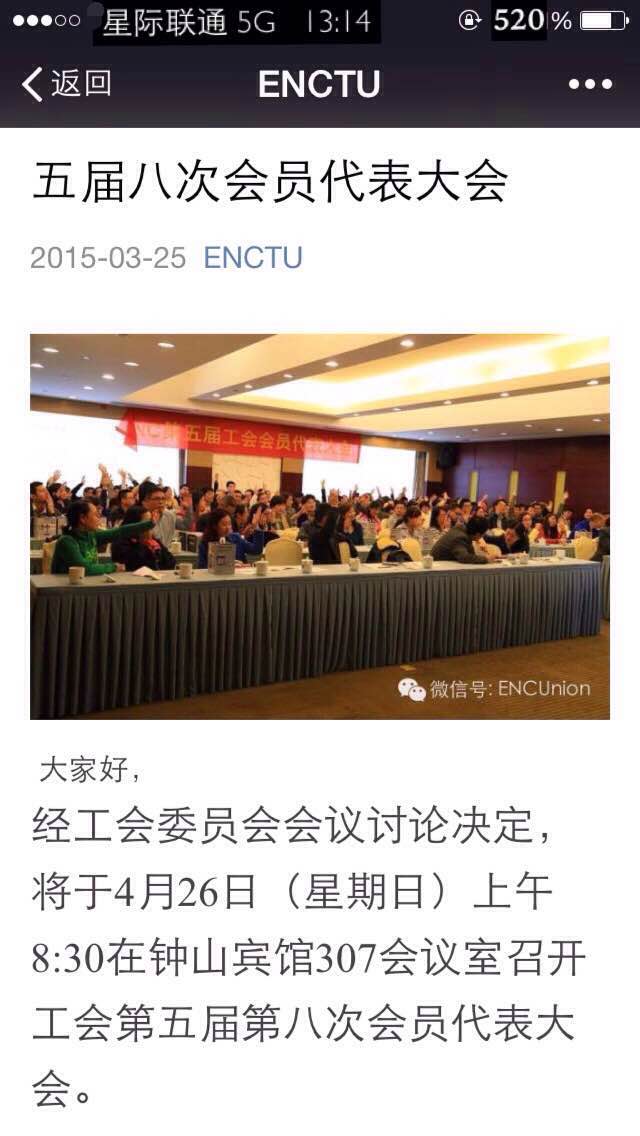 星际联通 5G 13:14 520 %
返回 ENCTU
五届八次会员代表大会
2015-03-25 ENCTU
第五届工会会员代表大会
微信号: ENCUnion
大家好，
经工会委员会会议讨论决定，
将于4月26日（星期日）上午
8:30在钟山宾馆307会议室召开
工会第五届第八次会员代表大
会。